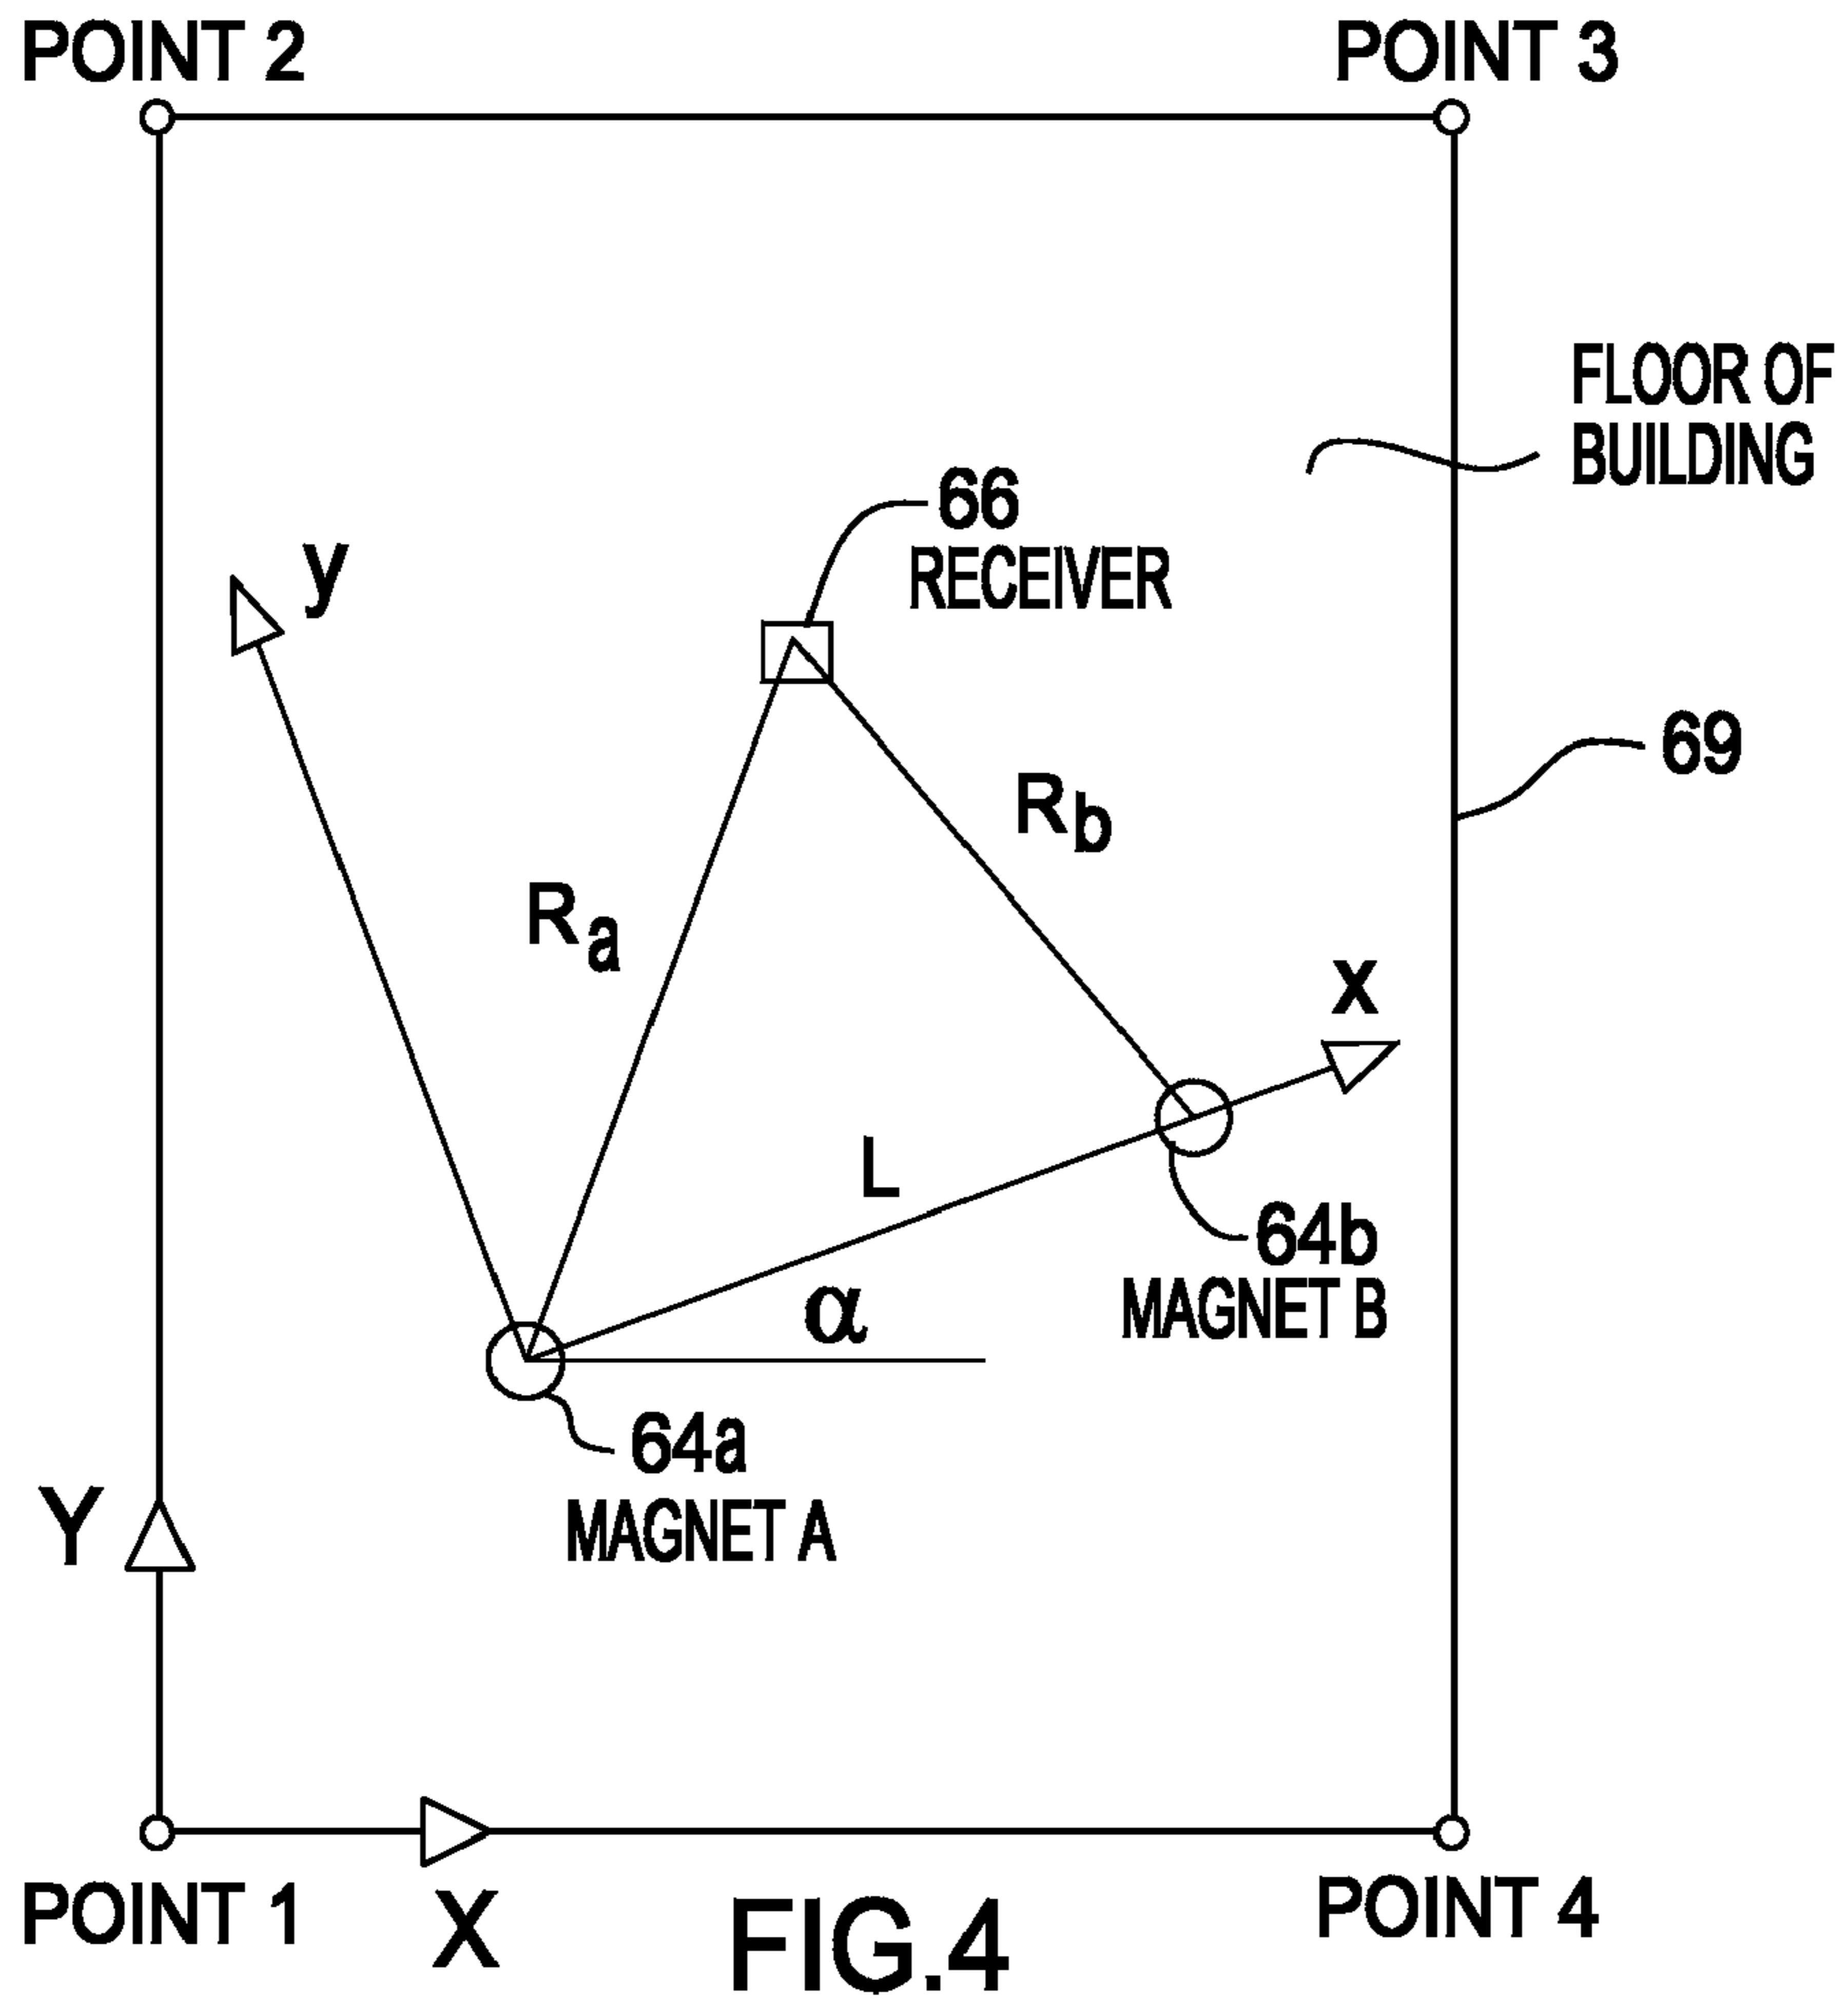 POINT 2
POINT 3
FLOOR OF
BUILDING
66
RECEIVER
y
69
Rb
Ra
x
L
64b
MAGNET B
α
64a
MAGNET A
Y
POINT 1
X
POINT 4
FIG.4